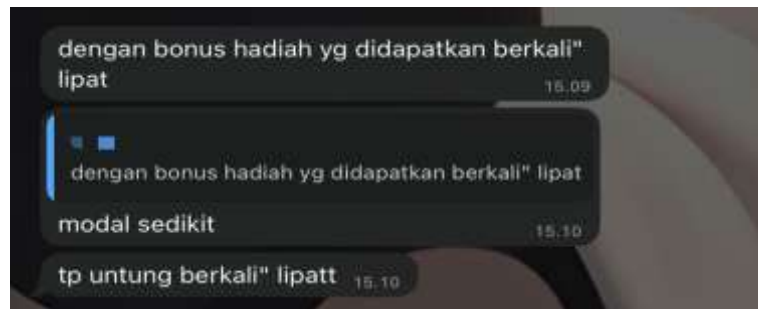 dengan bonus hadiah yg didapatkan berkali"
lipat
15.09
dengan bonus hadiah yg didapatkan berkali" lipat
modal sedikit
15.10
tp untung berkali" lipatt 15.10